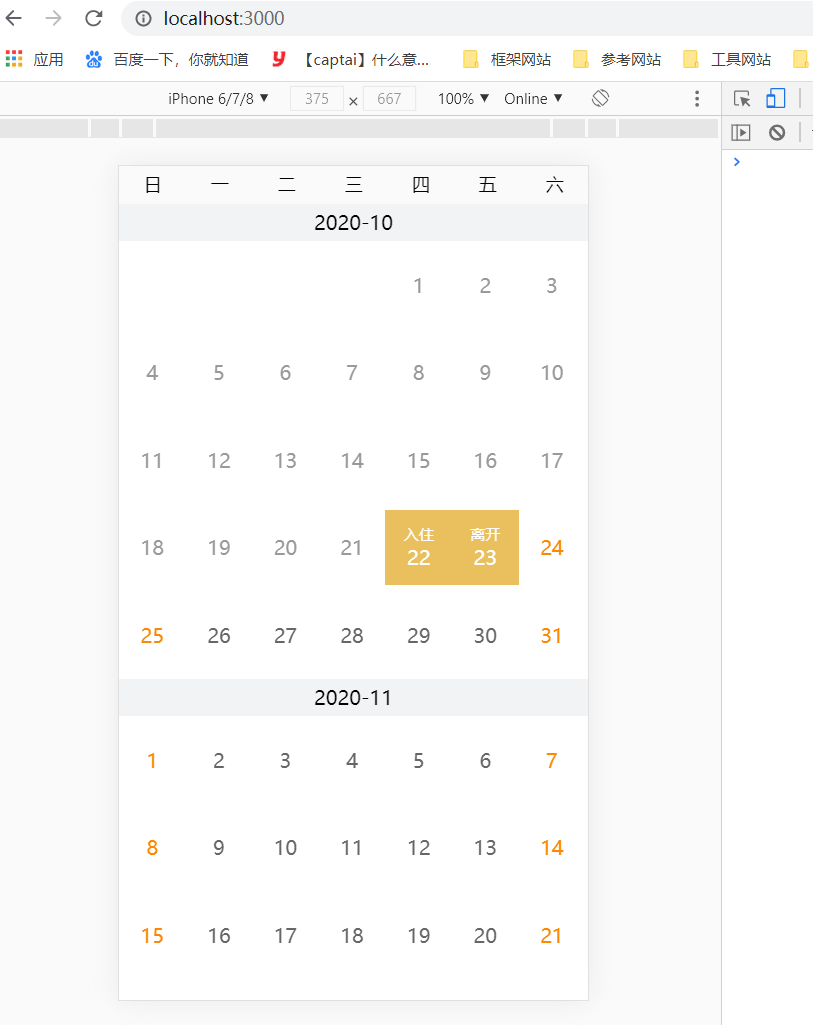 localhost:3000
应用 百度一下，你就知道 【captai】什么意... 框架网站 参考网站 工具网站
iPhone 6/7/8 ▼ 375 × 667 100% ▼ Online ▼
日 一 二 三 四 五 六
2020-10
1 2 3
4 5 6 7 8 9 10
11 12 13 14 15 16 17
入住 离开
18 19 20 21 22 23 24
25 26 27 28 29 30 31
2020-11
1 2 3 4 5 6 7
8 9 10 11 12 13 14
15 16 17 18 19 20 21